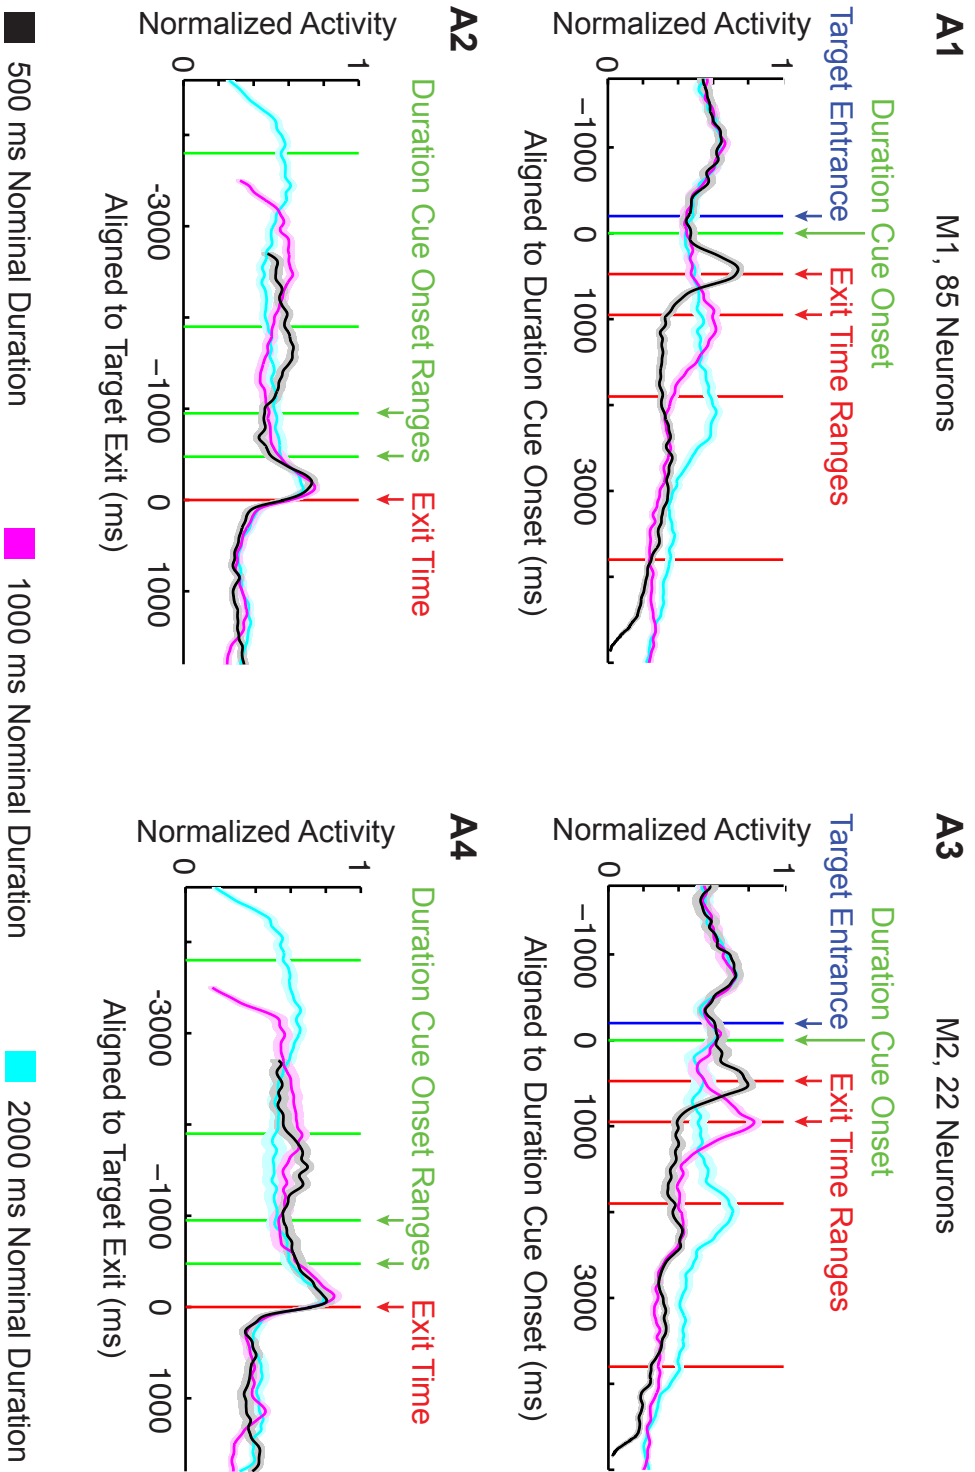 A1
M1, 85 Neurons
Duration Cue Onset
Target Entrance
Exit Time Ranges
Normalized Activity
0
1
−1000
0
1000
3000
Aligned to Duration Cue Onset (ms)
A2
Duration Cue Onset Ranges
Exit Time
Normalized Activity
0
1
-3000
−1000
0
1000
Aligned to Target Exit (ms)
A3
M2, 22 Neurons
Duration Cue Onset
Target Entrance
Exit Time Ranges
Normalized Activity
0
1
−1000
0
1000
3000
Aligned to Duration Cue Onset (ms)
A4
Duration Cue Onset Ranges
Exit Time
Normalized Activity
0
1
-3000
−1000
0
1000
Aligned to Target Exit (ms)
500 ms Nominal Duration
1000 ms Nominal Duration
2000 ms Nominal Duration